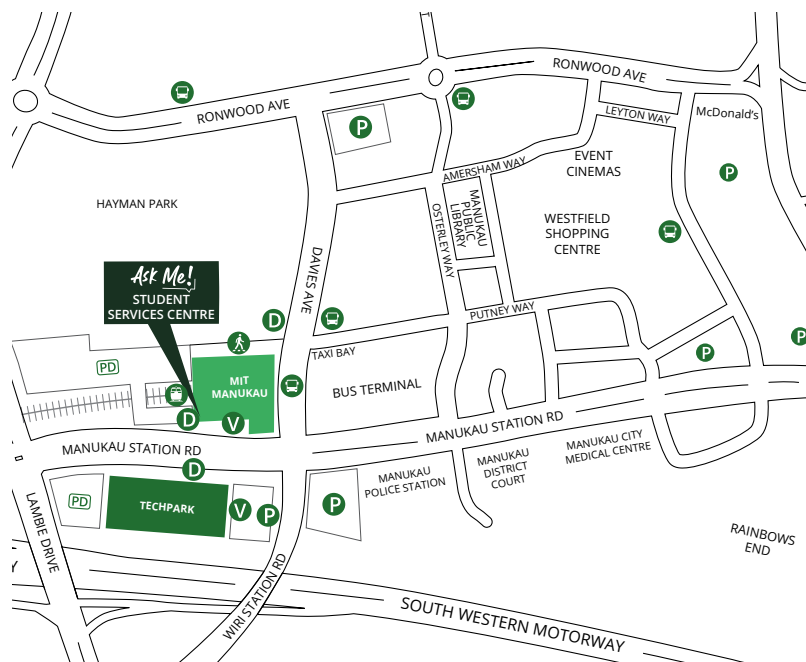 RONWOOD AVE
RONWOOD AVE
LEYTON WAY
McDonald's
P
AMERSHAM WAY
EVENT
CINEMAS
P
HAYMAN PARK
MANUKAU
PUBLIC
LIBRARY
OSTERLEY WAY
WESTFIELD
SHOPPING
CENTRE
DAVIES AVE
Ask Me!
STUDENT
SERVICES CENTRE
D
PUTNEY WAY
TAXI BAY
P
P
PD
MIT
MANUKAU
BUS TERMINAL
D
V
MANUKAU STATION RD
MANUKAU STATION RD
MANUKAU CITY
MEDICAL CENTRE
D
MANUKAU
POLICE STATION
MANUKAU
DISTRICT
COURT
PD
TECHPARK
V
P
P
LAMBIE DRIVE
RAINBOWS
END
Y
WIRI STATION RD
SOUTH WESTERN MOTORWAY